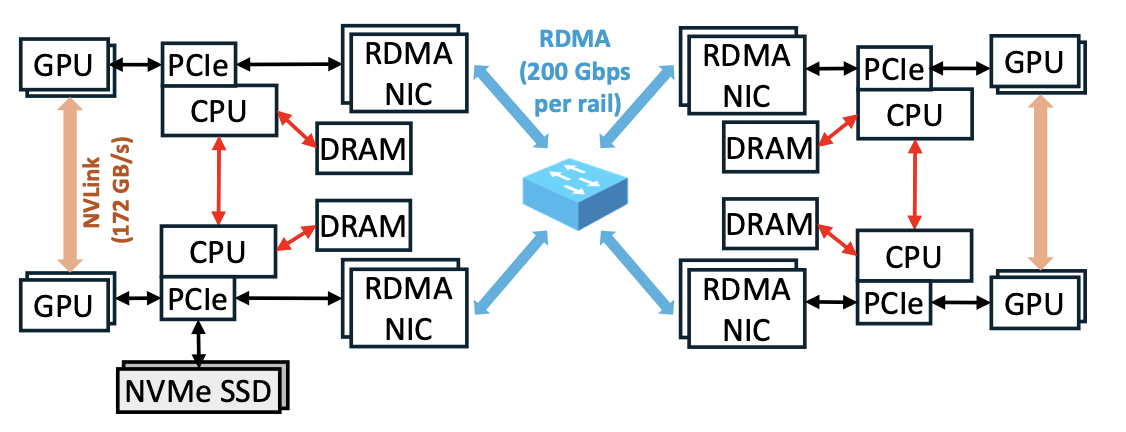 GPU
PCIe
CPU
RDMA
NIC
DRAM
RDMA
(200 Gbps
per rail)
RDMA
NIC
PCIe
CPU
GPU
DRAM
NVLink
(172 GB/s)
DRAM
CPU
PCIe
GPU
RDMA
NIC
NVMe SSD
DRAM
RDMA
NIC
CPU
PCIe
GPU